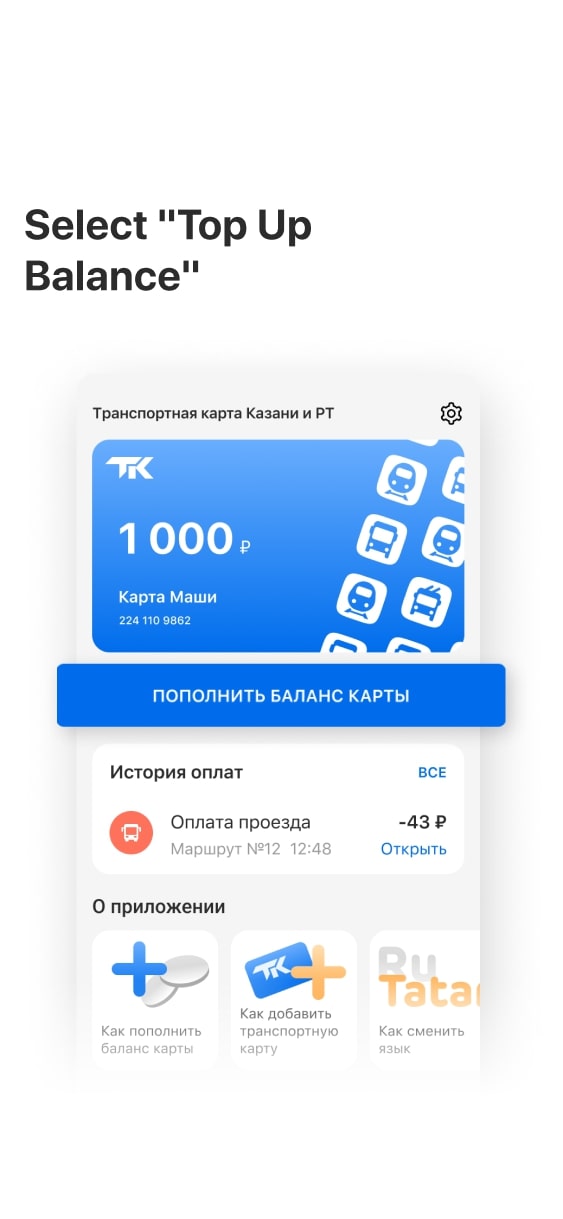 Select "Top Up
Balance"
Транспортная карта Казани и РТ
ТК
1 000 ₽
Карта Маши
224 110 9862
ПОПОЛНИТЬ БАЛАНС КАРТЫ
История оплат
ВСЕ
Оплата проезда
-43 ₽
Маршрут №12 12:48
Открыть
О приложении
ТК
Ru
Tatar
Как пополнить
баланс карты
Как добавить
транспортную
карту
Как сменить
язык